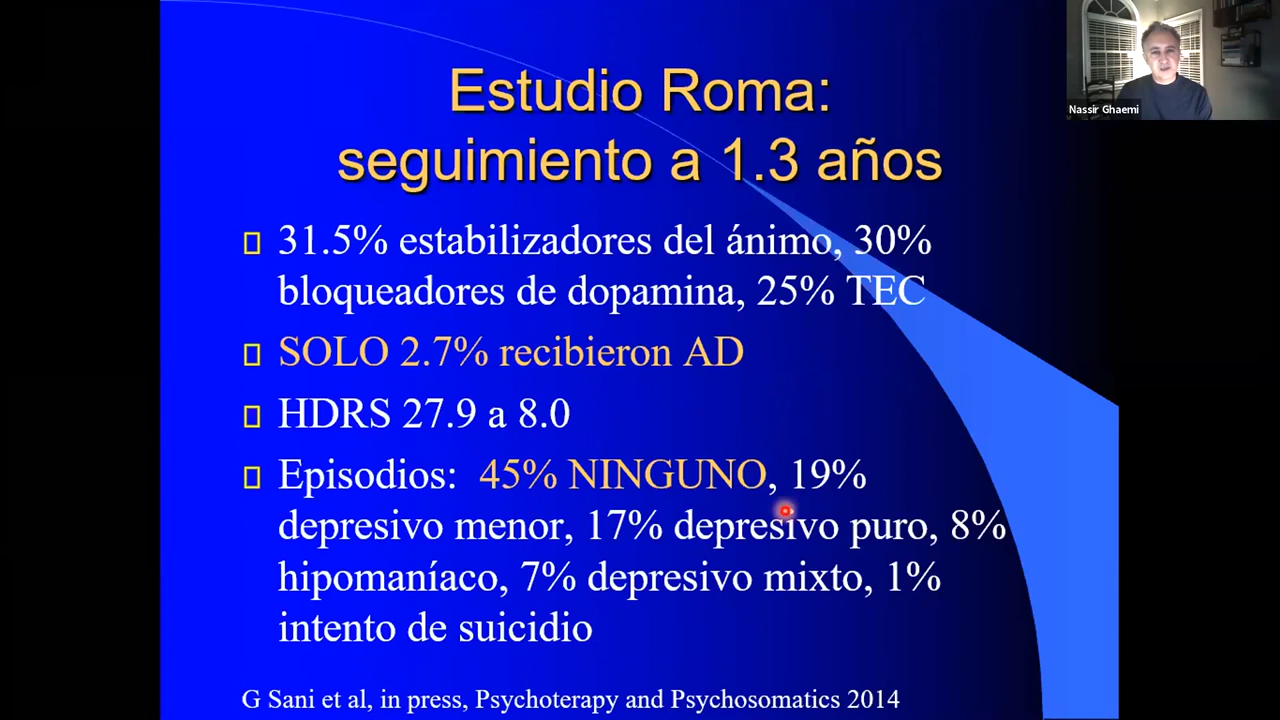 Estudio Roma:
seguimiento a 1.3 años
31.5% estabilizadores del ánimo, 30%
bloqueadores de dopamina, 25% TEC
SOLO 2.7% recibieron AD
HDRS 27.9 a 8.0
Episodios: 45% NINGUNO, 19%
depresivo menor, 17% depresivo puro, 8%
hipomaníaco, 7% depresivo mixto, 1%
intento de suicidio
G Sani et al, in press, Psychoterapy and Psychosomatics 2014
Nassir Ghaemi